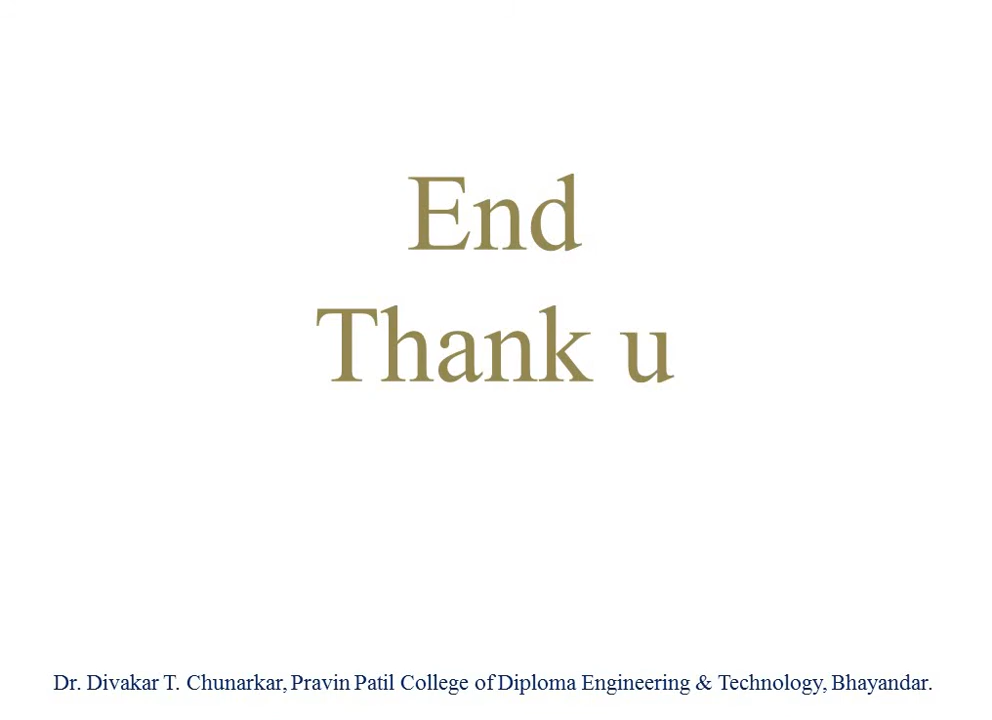 End
Thank u
Dr. Divakar T. Chunarkar, Pravin Patil College of Diploma Engineering & Technology, Bhayandar.